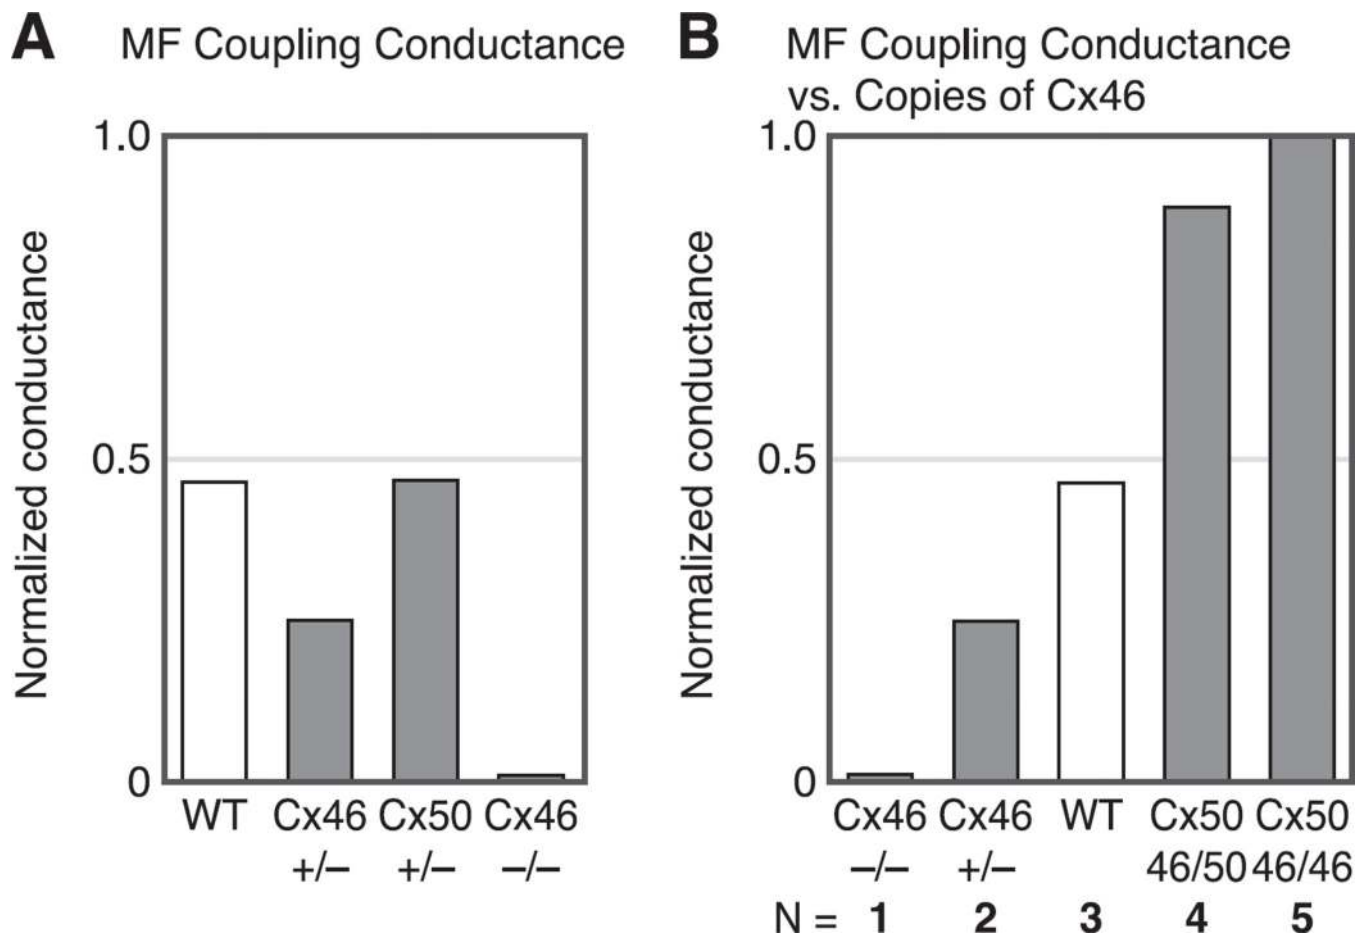 A MF Coupling Conductance
1.0
0.5
0
Normalized conductance
WT Cx46 Cx50 Cx46
+/– +/– –/–
B MF Coupling Conductance
vs. Copies of Cx46
1.0
0.5
0
Normalized conductance
Cx46 Cx46 WT Cx50 Cx50
–/– +/– 46/50 46/46
N = 1 2 3 4 5